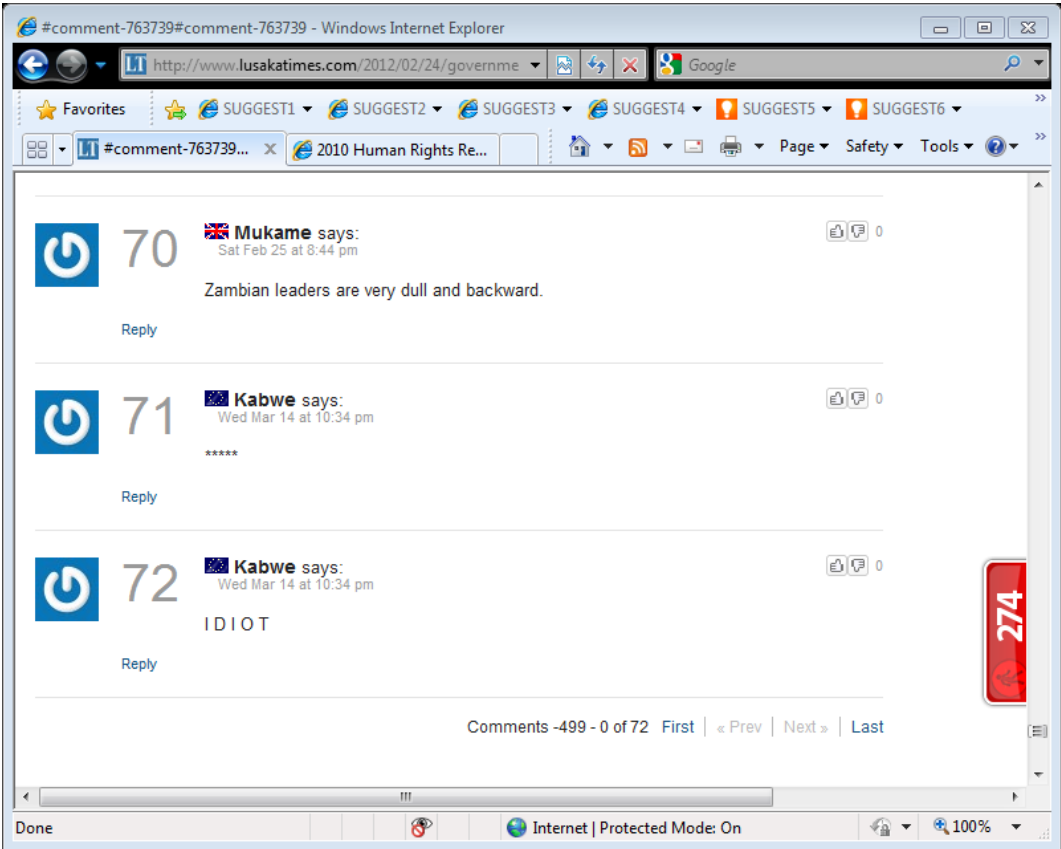 #comment-763739#comment-763739 - Windows Internet Explorer
LT http://www.lusakatimes.com/2012/02/24/governme Google
Favorites SUGGEST1 SUGGEST2 SUGGEST3 SUGGEST4 SUGGEST5 SUGGEST6 »
LT #comment-763739... x 2010 Human Rights Re... Page Safety Tools »
70 Mukame says: 0
Sat Feb 25 at 8:44 pm
Zambian leaders are very dull and backward.
Reply
71 Kabwe says: 0
Wed Mar 14 at 10:34 pm
*****
Reply
72 Kabwe says: 0
Wed Mar 14 at 10:34 pm
I D I O T
Reply
274
Comments -499 - 0 of 72 First | « Prev | Next » | Last
Done Internet | Protected Mode: On 100%